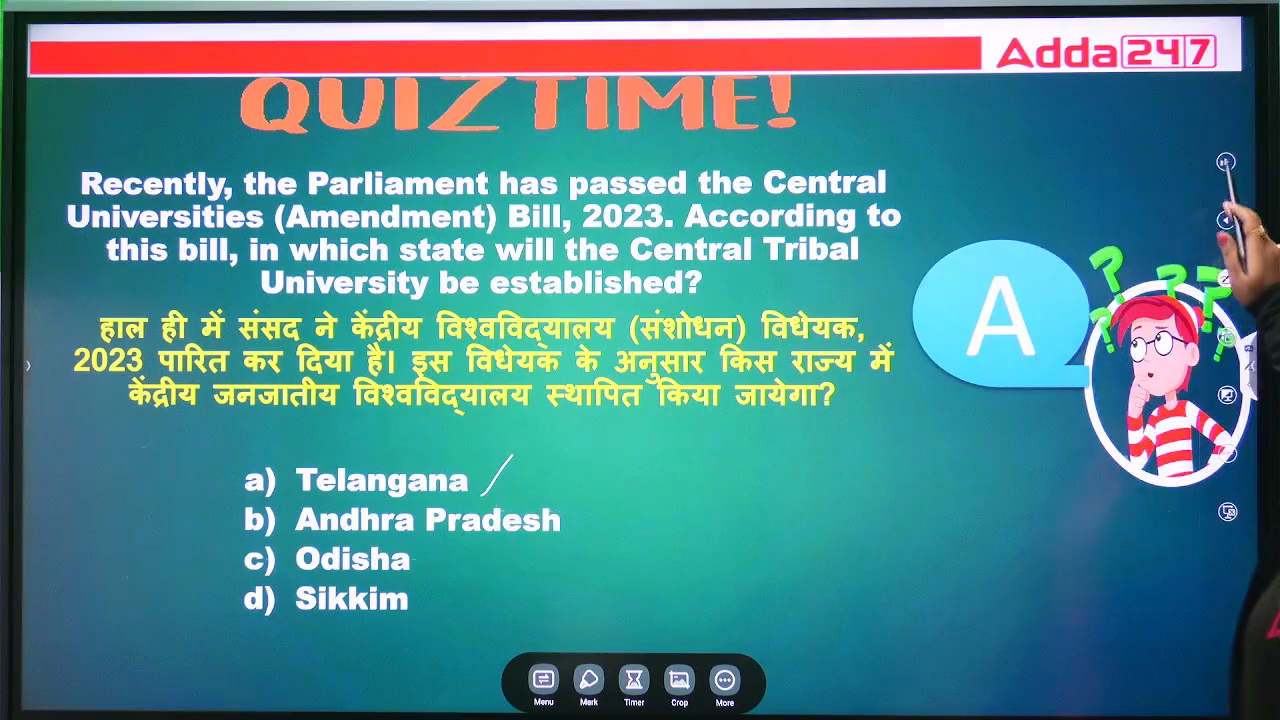 Adda247
QUIZ TIME!
Recently, the Parliament has passed the Central
Universities (Amendment) Bill, 2023. According to
this bill, in which state will the Central Tribal
University be established?
हाल ही में संसद ने केंद्रीय विश्वविद्यालय (संशोधन) विधेयक,
2023 पारित कर दिया है। इस विधेयक के अनुसार किस राज्य में
केंद्रीय जनजातीय विश्वविद्यालय स्थापित किया जायेगा?
A
a) Telangana
b) Andhra Pradesh
c) Odisha
d) Sikkim
Menu Mark Timer Crop More